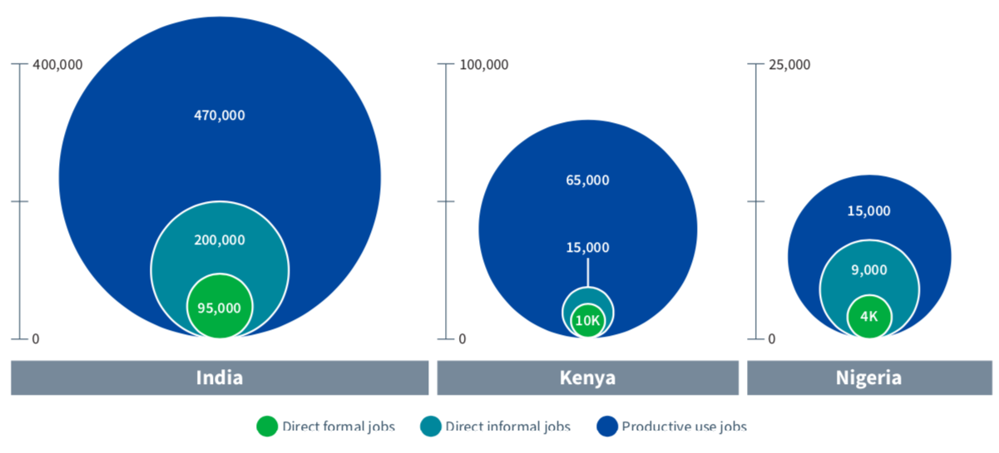 400,000
470,000
200,000
95,000
0
India
100,000
65,000
15,000
10K
0
Kenya
25,000
15,000
9,000
4K
0
Nigeria
Direct formal jobs
Direct informal jobs
Productive use jobs